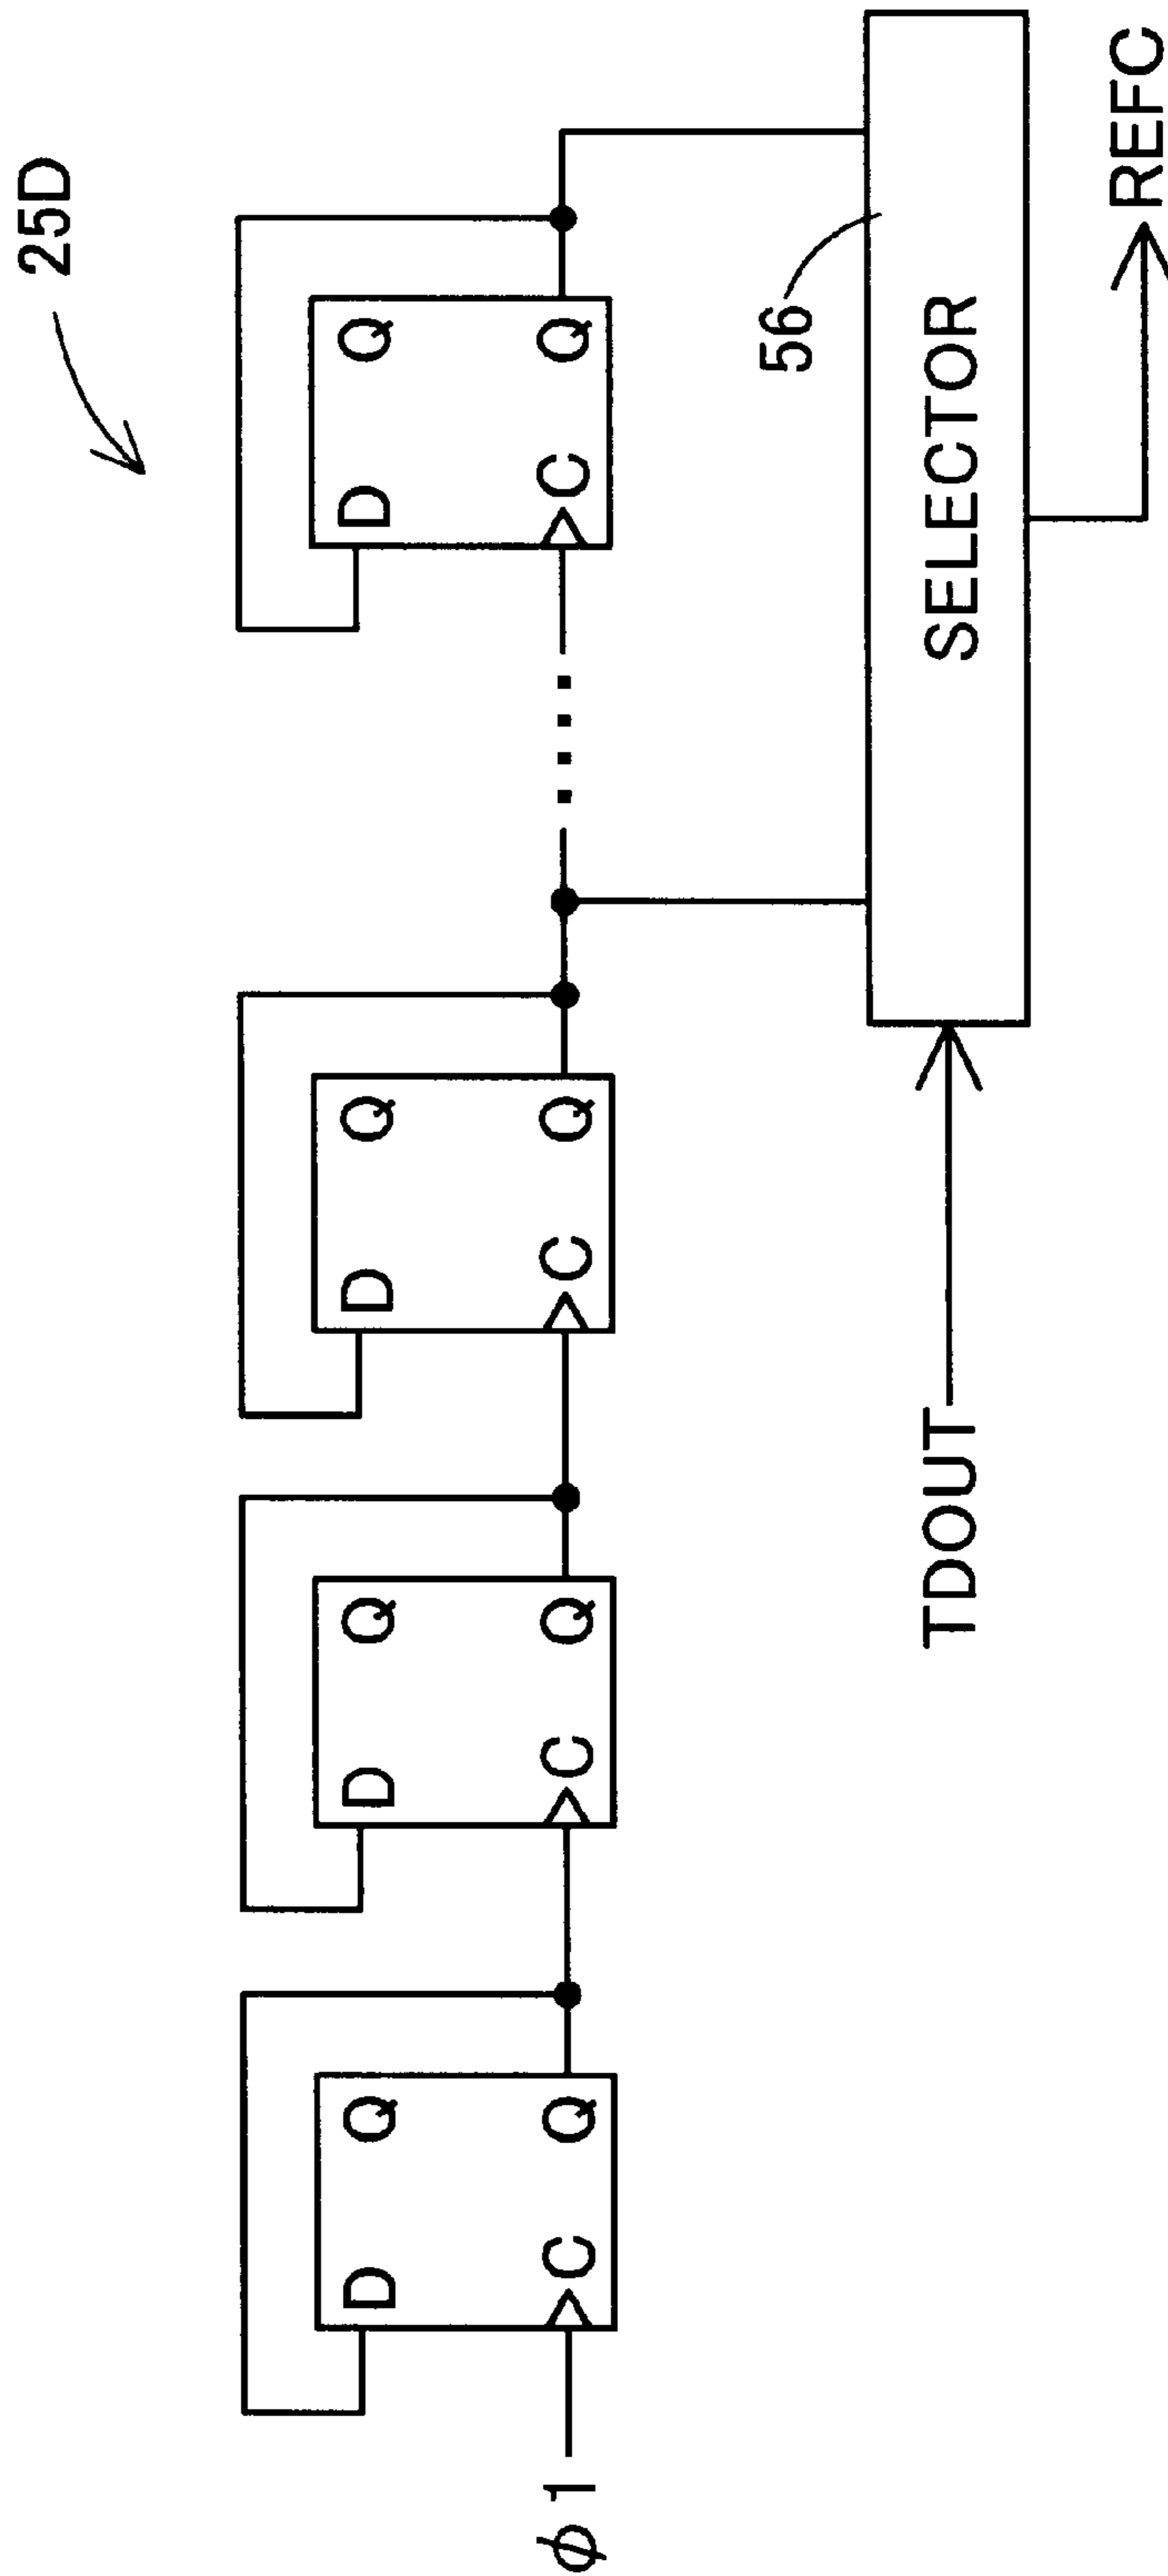 25D
D Q
C Q
D Q
C Q
D Q
C Q
D Q
C Q
φ1
56
TDOUT
SELECTOR
REFC